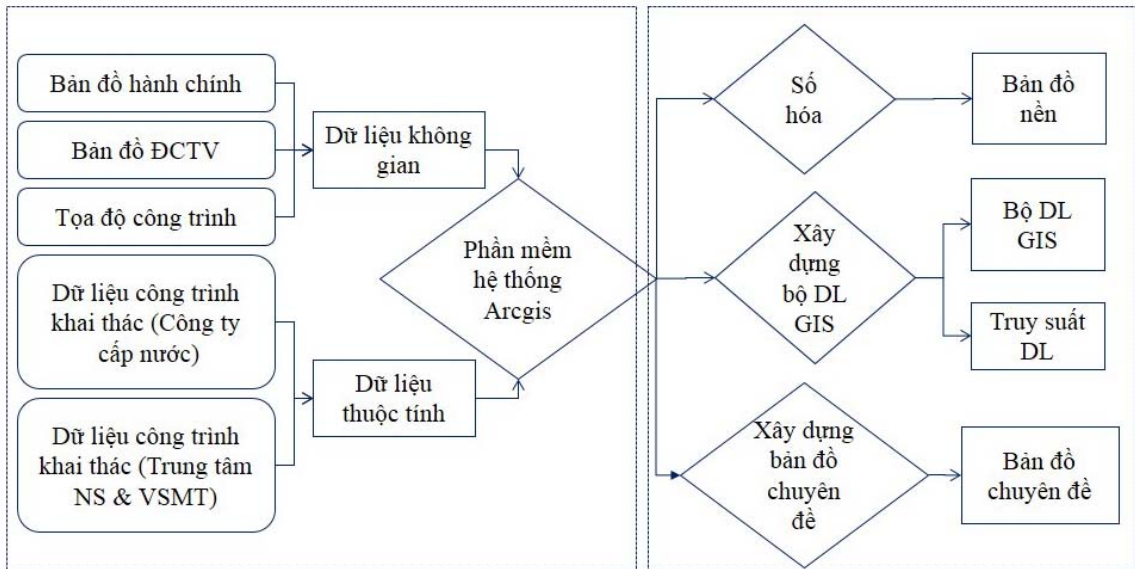 Bản đồ hành chính
Bản đồ ĐCTV
Tọa độ công trình
Dữ liệu công trình
khai thác (Công ty
cấp nước)
Dữ liệu công trình
khai thác (Trung tâm
NS & VSMT)
Dữ liệu không
gian
Dữ liệu
thuộc tính
Phần mềm
hệ thống
Arcgis
Số
hóa
Bản đồ
nền
Xây
dựng
bộ DL
GIS
Bộ DL
GIS
Truy suất
DL
Xây dựng
bản đồ
chuyên
đề
Bản đồ
chuyên đề